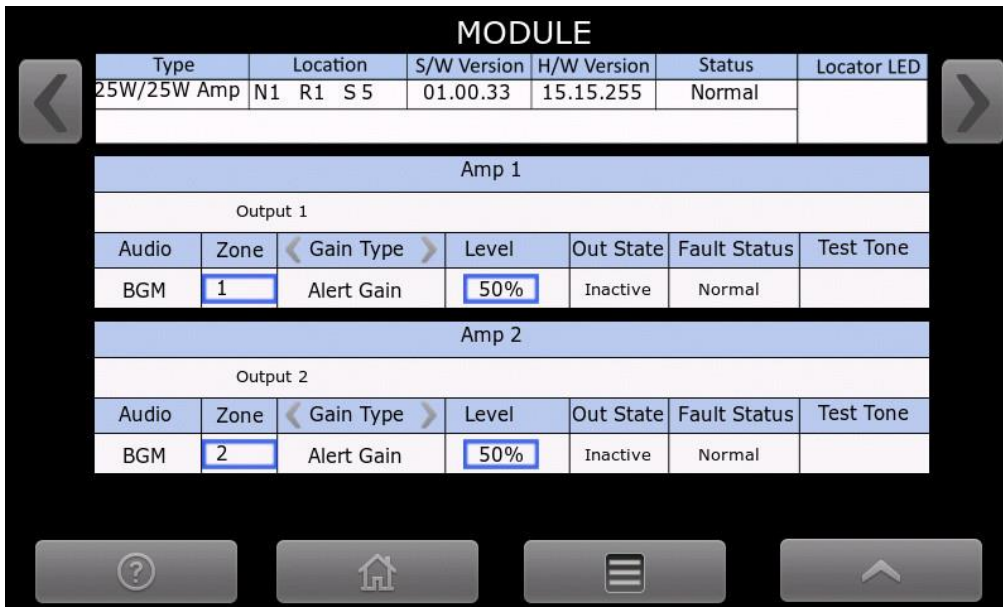 MODULE
Type Location S/W Version H/W Version Status Locator LED
25W/25W Amp N1 R1 S 5 01.00.33 15.15.255 Normal
Amp 1
Output 1
Audio Zone Gain Type Level Out State Fault Status Test Tone
BGM 1 Alert Gain 50% Inactive Normal
Amp 2
Output 2
Audio Zone Gain Type Level Out State Fault Status Test Tone
BGM 2 Alert Gain 50% Inactive Normal
?